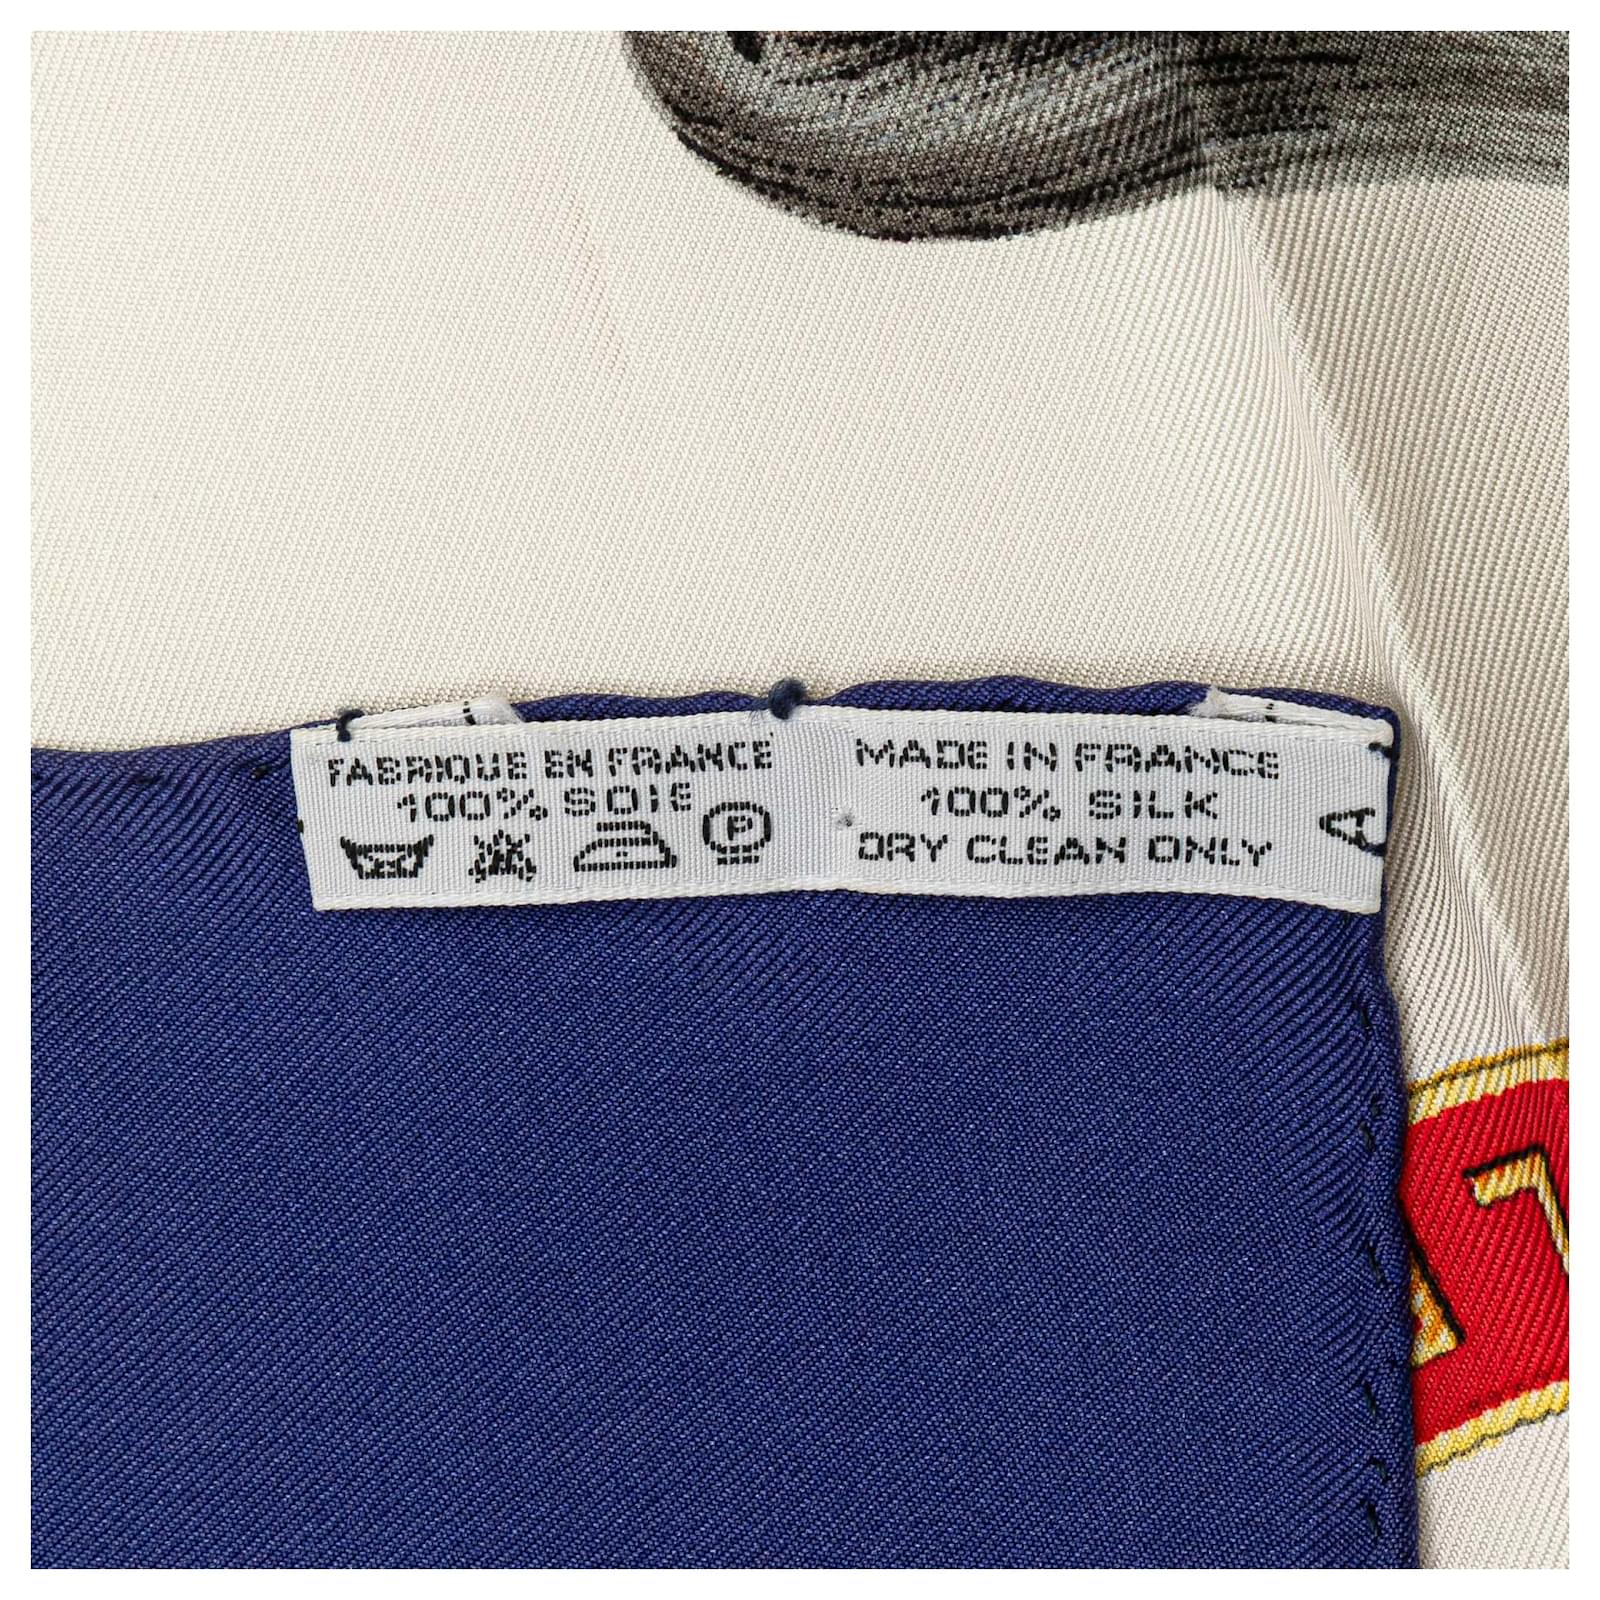 FABRIQUE EN FRANCE
100% SOIE
P
MADE IN FRANCE
100% SILK
DRY CLEAN ONLY
A